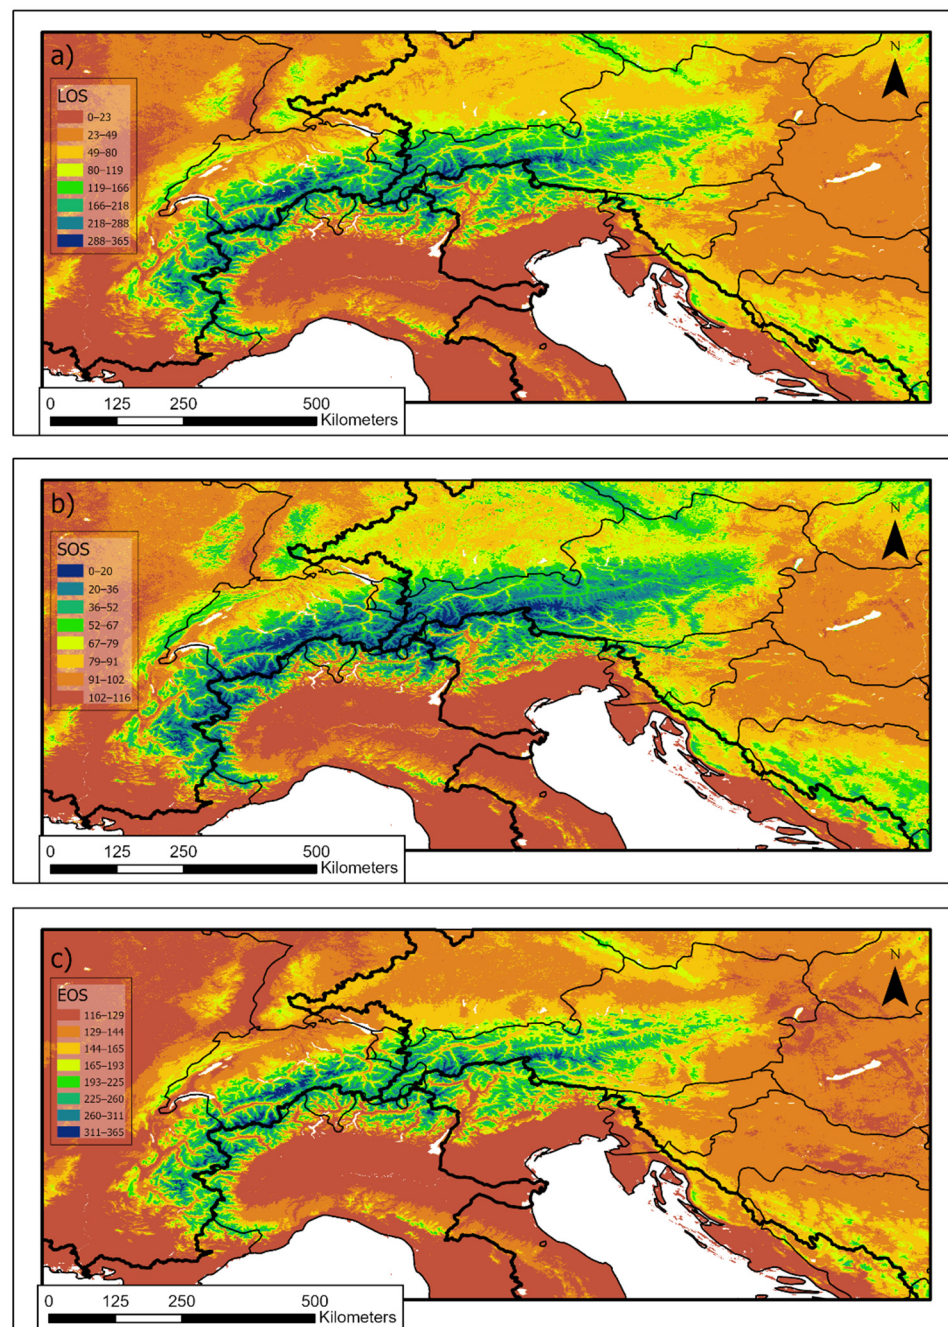 a)
N
LOS
0–23
23–49
49–80
80–119
119–166
166–218
218–288
288–365
0 125 250 500
Kilometers
b)
N
SOS
0–20
20–36
36–52
52–67
67–79
79–91
91–102
102–116
0 125 250 500
Kilometers
c)
N
EOS
116–129
129–144
144–165
165–193
193–225
225–260
260–311
311–365
0 125 250 500
Kilometers